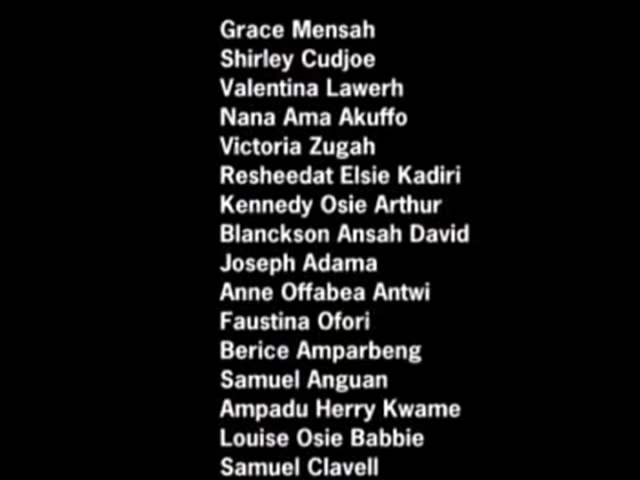 Grace Mensah
Shirley Cudjoe
Valentina Lawerh
Nana Ama Akuffo
Victoria Zugah
Resheedat Elsie Kadiri
Kennedy Osie Arthur
Blanckson Ansah David
Joseph Adama
Anne Offabea Antwi
Faustina Ofori
Berice Amparbeng
Samuel Anguan
Ampadu Herry Kwame
Louise Osie Babbie
Samuel Clavell